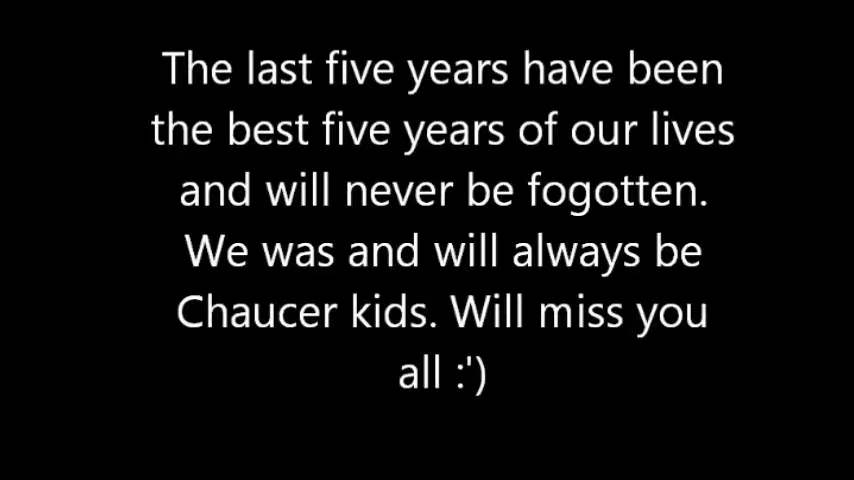 The last five years have been
the best five years of our lives
and will never be fogotten.
We was and will always be
Chaucer kids. Will miss you
all :')